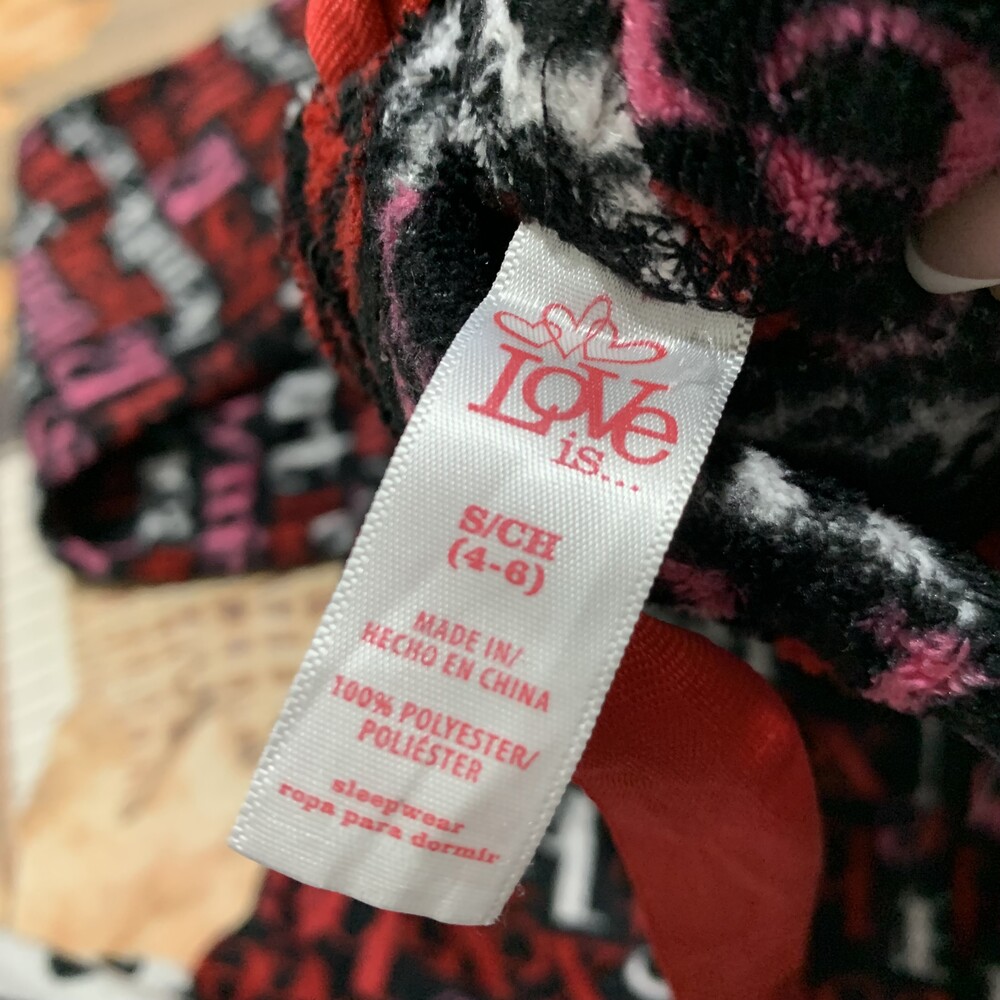 LOVe
is...
S/CH
(4-6)
MADE IN/
HECHO EN CHINA
100% POLYESTER/
POLIÉSTER
sleepwear
ropa para dormir